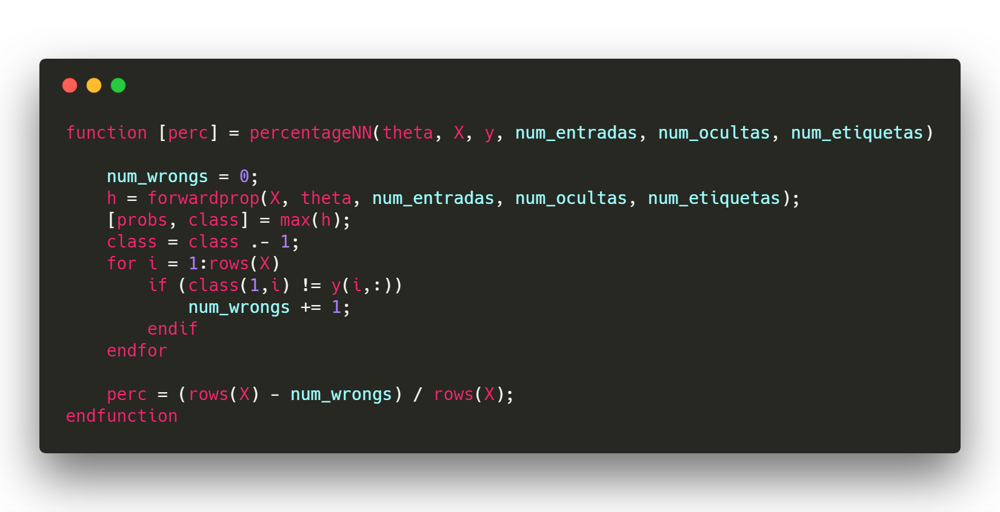 function [perc] = percentageNN(theta, X, y, num_entradas, num_ocultas, num_etiquetas)
num_wrongs = 0;
h = forwardprop(X, theta, num_entradas, num_ocultas, num_etiquetas);
[probs, class] = max(h);
class = class .- 1;
for i = 1:rows(X)
if (class(1,i) != y(i,:))
num_wrongs += 1;
endif
endfor
perc = (rows(X) - num_wrongs) / rows(X);
endfunction